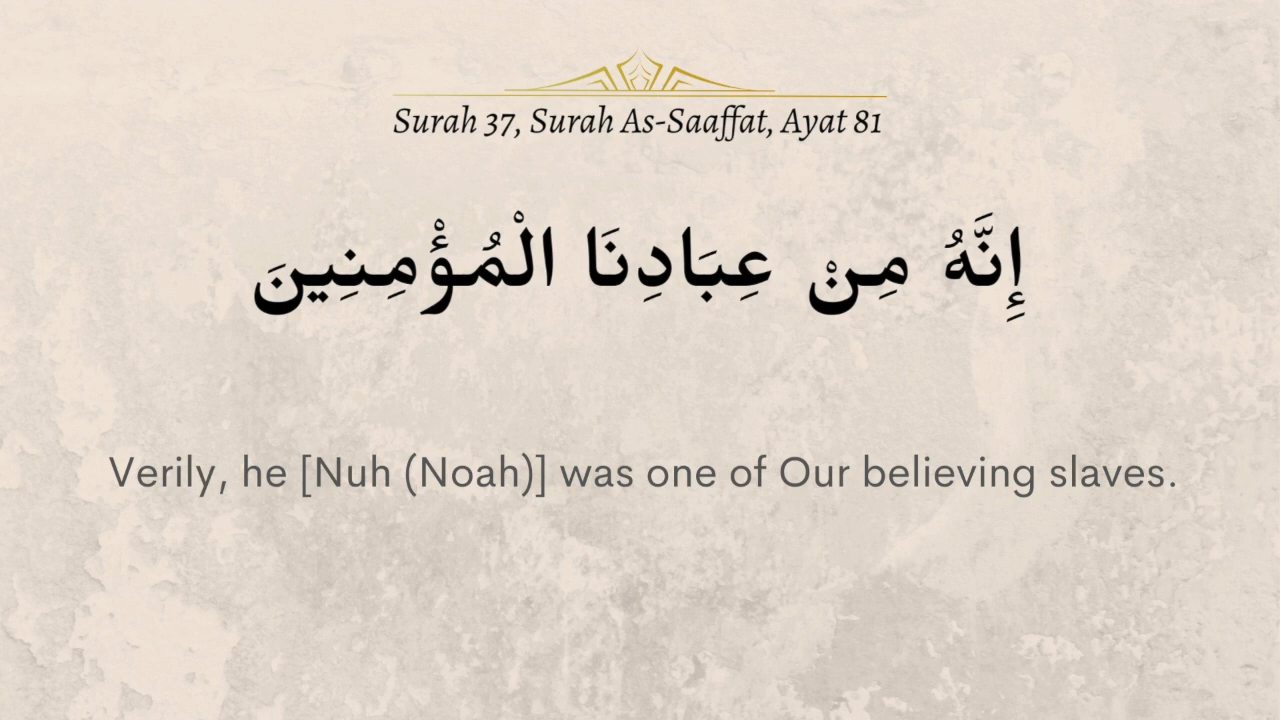 Surah 37, Surah As-Saaffat, Ayat 81
إِنَّهُ مِنْ عِبَادِنَا الْمُؤْمِنِينَ
Verily, he [Nuh (Noah)] was one of Our believing slaves.